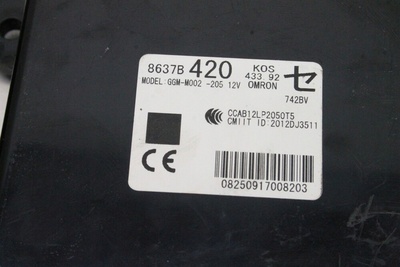 8637B 420 KOS 433 92
MODEL:GGM-M002 -205 12V OMRON
セ
742BV
CCAB12LP2050T5
CMIIT ID:2012DJ3511
CE
08250917008203